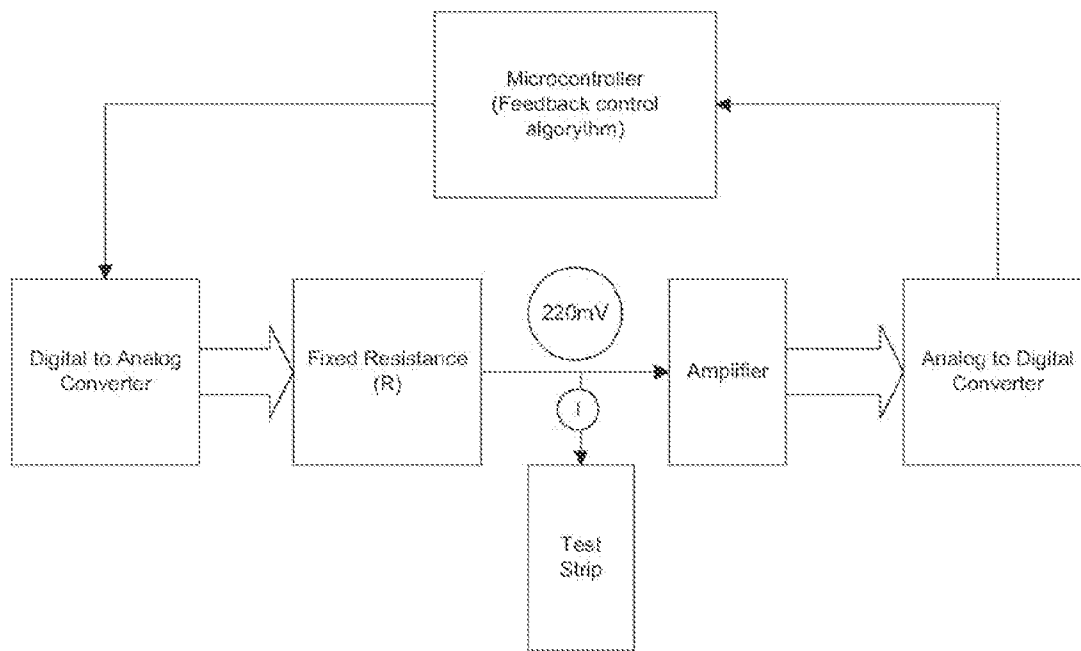 Microcontroller
(Feedback control
algorythm)
220mV
Digital to Analog
Converter
Fixed Resistance
(R)
Amplifier
Analog to Digital
Converter
I
Test
Strip